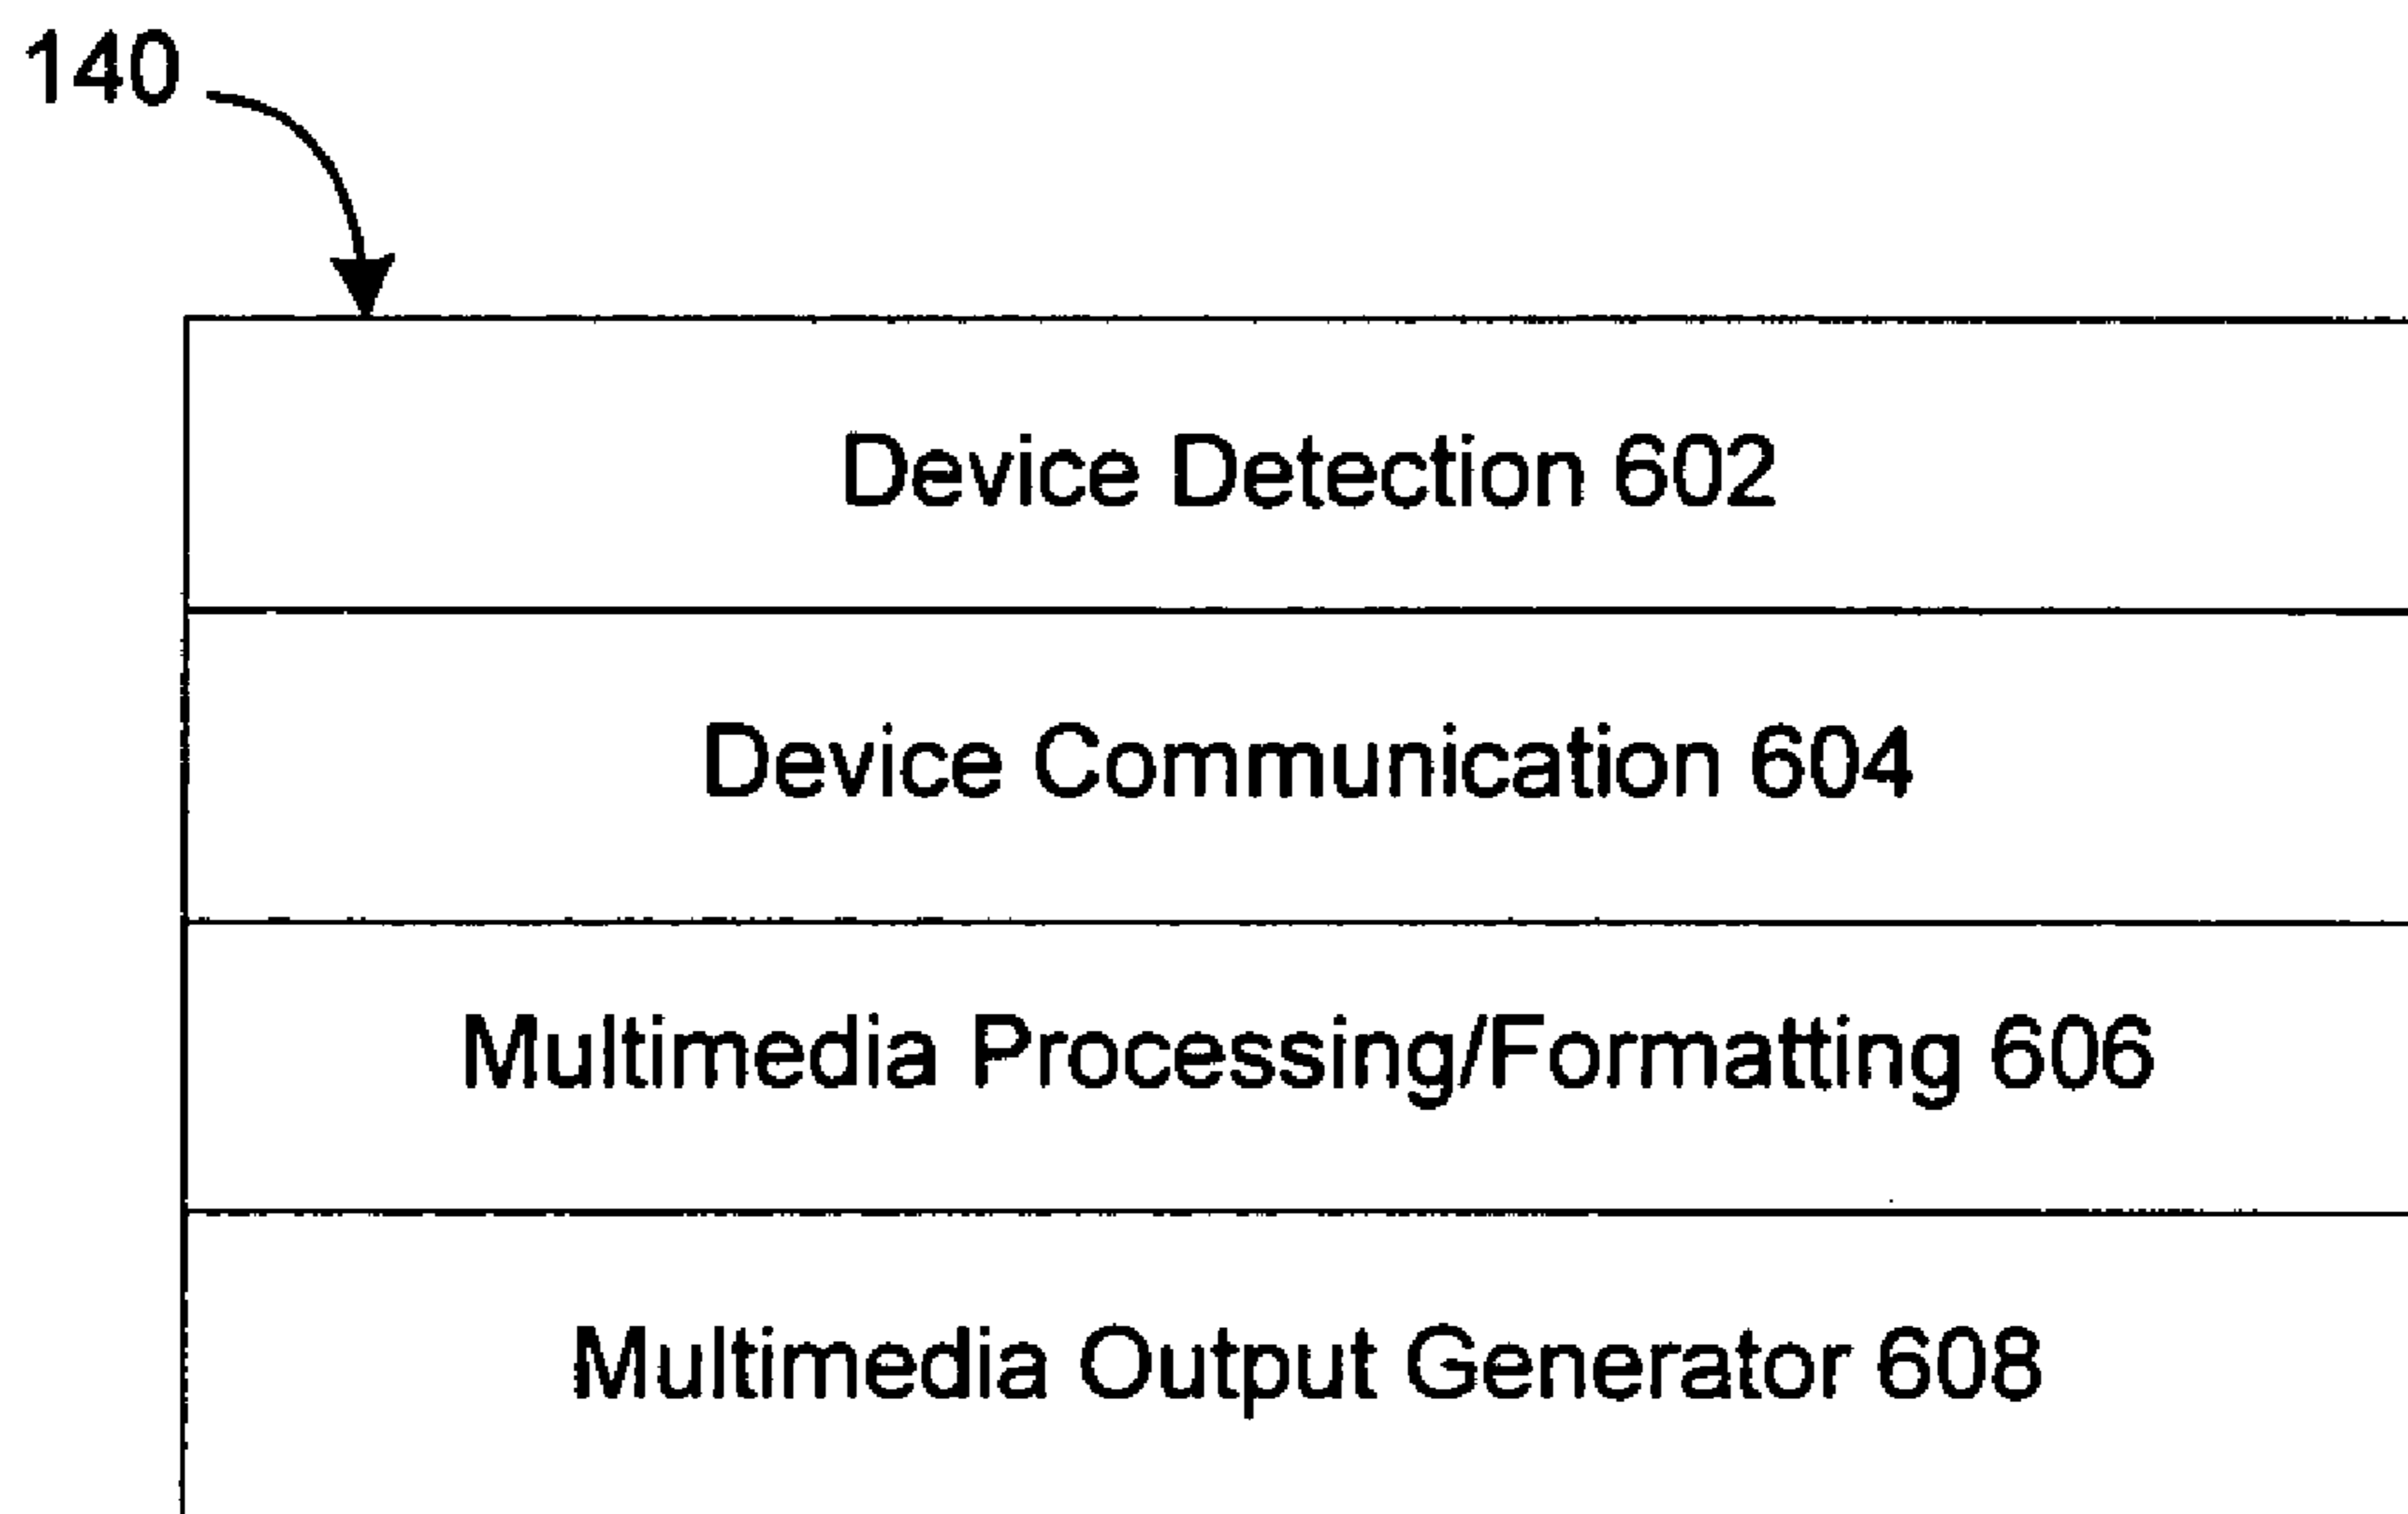 140
Device Detection 602
Device Communication 604
Multimedia Processing/Formatting 606
Multimedia Output Generator 608